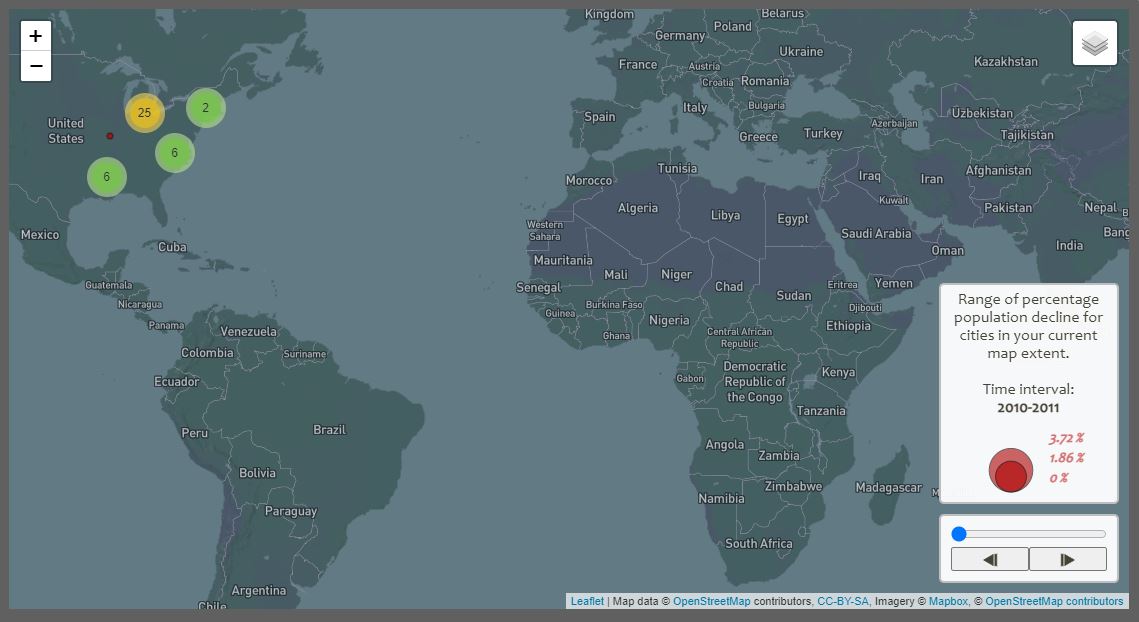 +
−
Kingdom
Belarus
Poland
Germany
Ukraine
France
Austria
Kazakhstan
Croatia
Romania
Italy
Bulgaria
Spain
Greece
Turkey
Azerbaijan
Uzbekistan
Tajikistan
United
States
25
2
6
6
Tunisia
Morocco
Iraq
Iran
Afghanistan
Algeria
Libya
Egypt
Kuwait
Pakistan
Nepal
B
Western
Sahara
Saudi Arabia
Bang
Mexico
Cuba
Oman
India
Mauritania
Mali
Niger
Chad
Sudan
Eritrea
Yemen
Guatemala
Senegal
Nicaragua
Burkina Faso
Guinea
Djibouti
Panama
Venezuela
Ghana
Nigeria
Central African
Republic
Ethiopia
Colombia
Suriname
Ecuador
Gabon
Democratic
Republic of
the Congo
Kenya
Tanzania
Peru
Brazil
Angola
Zambia
Bolivia
Zimbabwe
Madagascar
M
Namibia
Paraguay
South Africa
Argentina
Chile
Range of percentage
population decline for
cities in your current
map extent.
Time interval:
2010-2011
3.72 %
1.86 %
0 %
Leaflet | Map data © OpenStreetMap contributors, CC-BY-SA, Imagery © Mapbox, © OpenStreetMap contributors